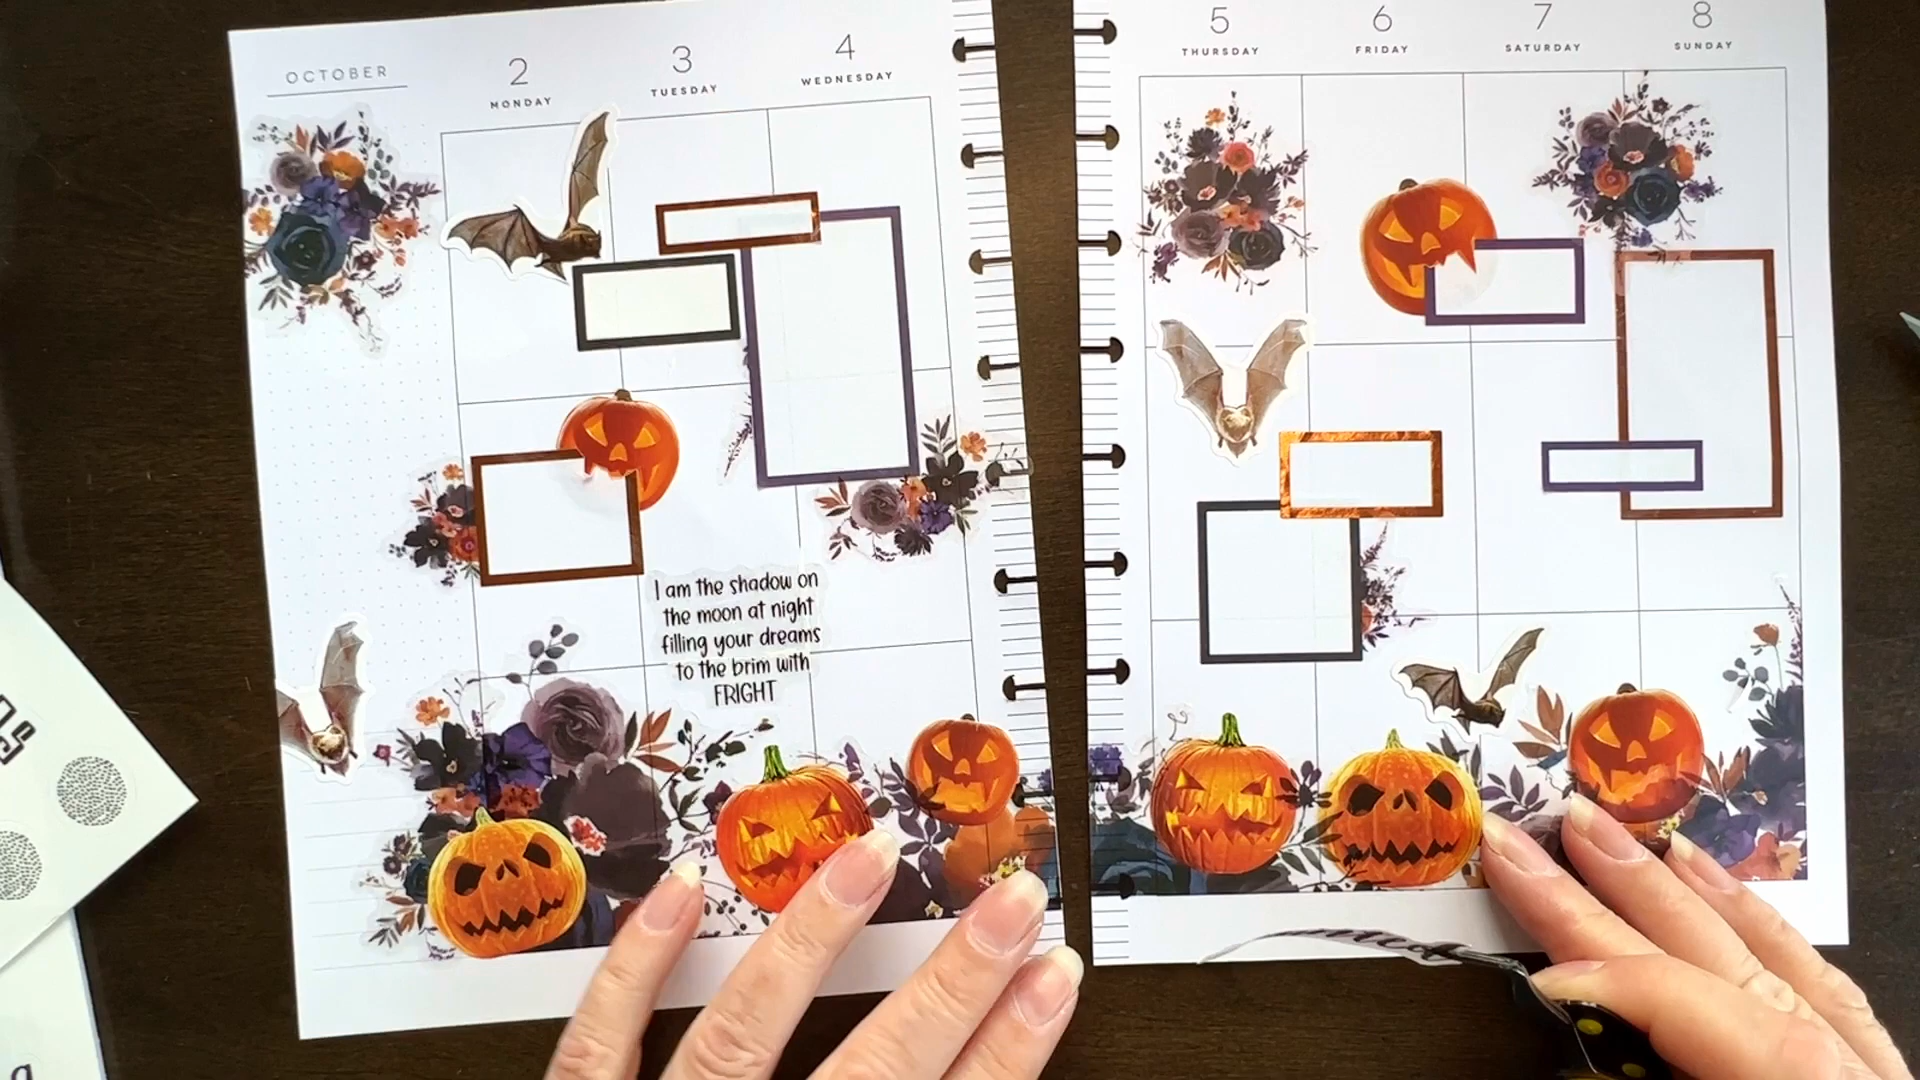 OCTOBER
2
MONDAY
3
TUESDAY
4
WEDNESDAY
5
THURSDAY
6
FRIDAY
7
SATURDAY
8
SUNDAY
I am the shadow on
the moon at night
filling your dreams
to the brim with
FRIGHT